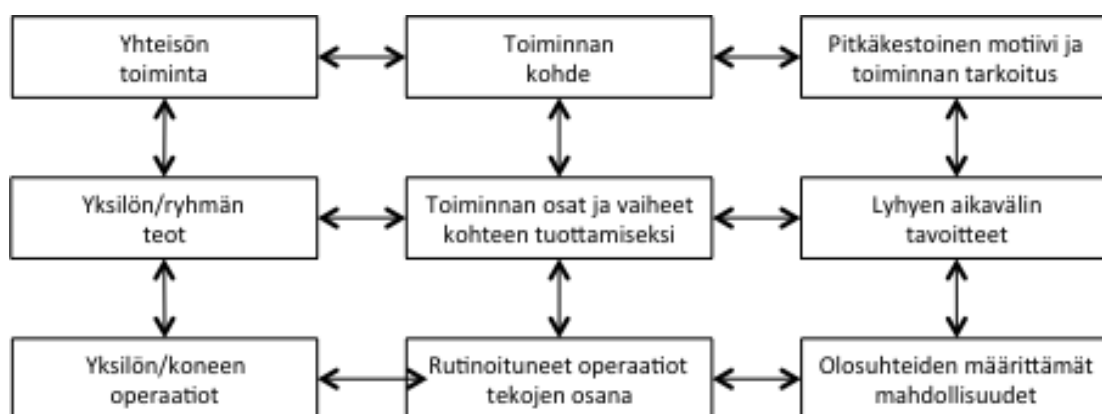 Yhteisön
toiminta
Toiminnan
kohde
Pitkäkestoinen motiivi ja
toiminnan tarkoitus
Yksilön/ryhmän
teot
Toiminnan osat ja vaiheet
kohteen tuottamiseksi
Lyhyen aikavälin
tavoitteet
Yksilön/koneen
operaatiot
Rutinoituneet operaatiot
tekojen osana
Olosuhteiden määrittämät
mahdollisuudet